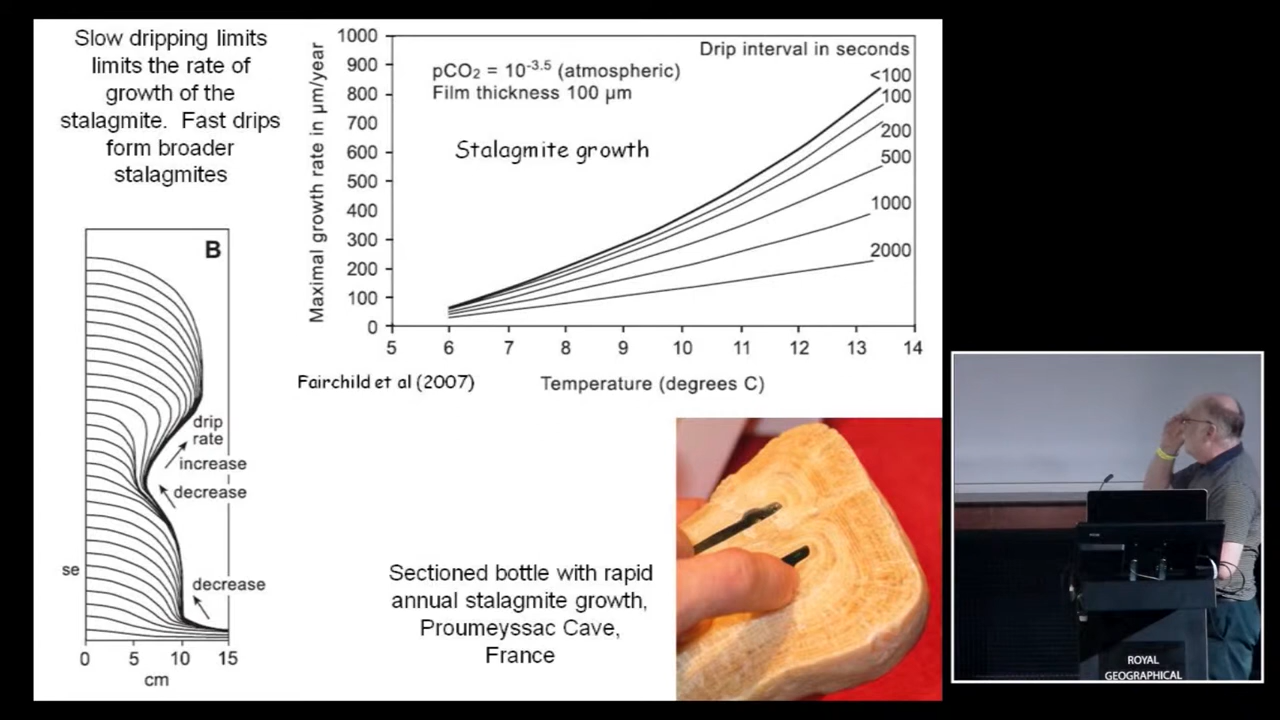 Slow dripping limits
limits the rate of
growth of the
stalagmite. Fast drips
form broader
stalagmites
B
drip
rate
increase
decrease
se
decrease
0 5 10 15
cm
Maximal growth rate in µm/year
1000
900
800
700
600
500
400
300
200
100
0
Drip interval in seconds
pCO₂ = 10⁻³·⁵ (atmospheric)
Film thickness 100 µm
Stalagmite growth
<100
100
200
500
1000
2000
5 6 7 8 9 10 11 12 13 14
Temperature (degrees C)
Fairchild et al (2007)
Sectioned bottle with rapid
annual stalagmite growth,
Proumeyssac Cave,
France
ROYAL
GEOGRAPHICAL